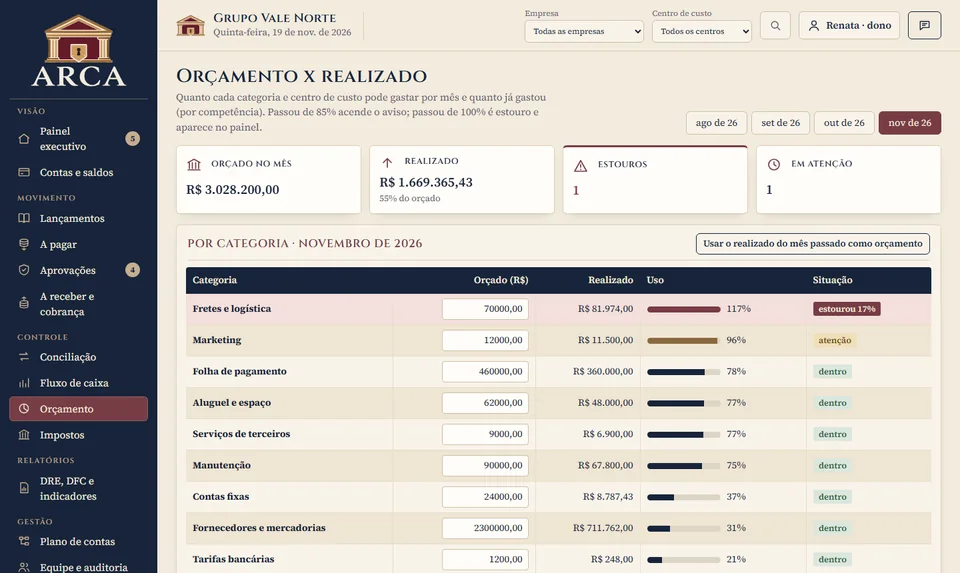 ARCA
VISÃO
Painel
executivo
5
Contas e saldos
MOVIMENTO
Lançamentos
A pagar
Aprovações
4
A receber e
cobrança
CONTROLE
Conciliação
Fluxo de caixa
Orçamento
Impostos
RELATÓRIOS
DRE, DFC e
indicadores
GESTÃO
Plano de contas
Equipe e auditoria
Grupo Vale Norte
Quinta-feira, 19 de nov. de 2026
Empresa
Todas as empresas
Centro de custo
Todos os centros
Renata · dono
Orçamento x realizado
Quanto cada categoria e centro de custo pode gastar por mês e quanto já gastou
(por competência). Passou de 85% acende o aviso; passou de 100% é estouro e
aparece no painel.
ago de 26 set de 26 out de 26 nov de 26
ORÇADO NO MÊS
R$ 3.028.200,00
REALIZADO
R$ 1.669.365,43
55% do orçado
ESTOUROS
1
EM ATENÇÃO
1
POR CATEGORIA · NOVEMBRO DE 2026
Usar o realizado do mês passado como orçamento
Categoria Orçado (R$) Realizado Uso Situação
Fretes e logística 70000,00 R$ 81.974,00 117% estourou 17%
Marketing 12000,00 R$ 11.500,00 96% atenção
Folha de pagamento 460000,00 R$ 360.000,00 78% dentro
Aluguel e espaço 62000,00 R$ 48.000,00 77% dentro
Serviços de terceiros 9000,00 R$ 6.900,00 77% dentro
Manutenção 90000,00 R$ 67.800,00 75% dentro
Contas fixas 24000,00 R$ 8.787,43 37% dentro
Fornecedores e mercadorias 2300000,00 R$ 711.762,00 31% dentro
Tarifas bancárias 1200,00 R$ 248,00 21% dentro